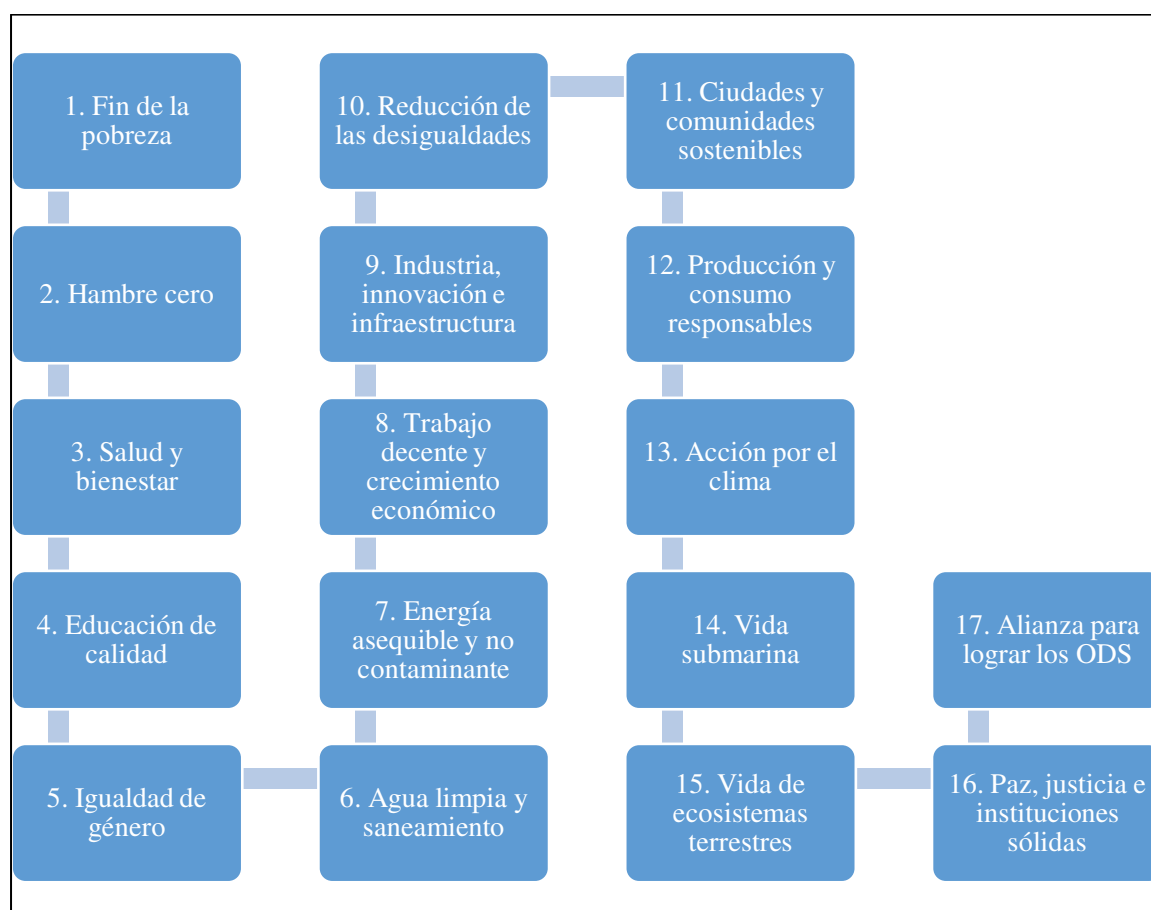 1. Fin de la
pobreza
2. Hambre cero
3. Salud y
bienestar
4. Educación de
calidad
5. Igualdad de
género
6. Agua limpia y
saneamiento
7. Energía
asequible y no
contaminante
8. Trabajo
decente y
crecimiento
económico
9. Industria,
innovación e
infraestructura
10. Reducción de
las desigualdades
11. Ciudades y
comunidades
sostenibles
12. Producción y
consumo
responsables
13. Acción por el
clima
14. Vida
submarina
15. Vida de
ecosistemas
terrestres
16. Paz, justicia e
instituciones
sólidas
17. Alianza para
lograr los ODS